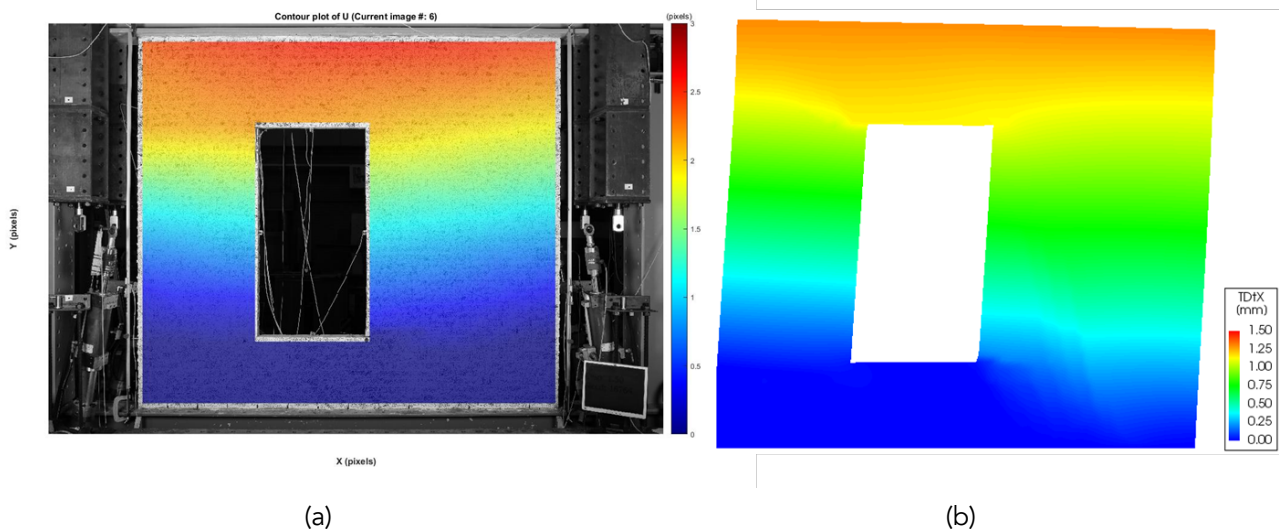 Contour plot of U (Current image #: 6)
(pixels)
3
2.5
2
1.5
1
0.5
0
Y (pixels)
X (pixels)
TDtX
(mm)
1.50
1.25
1.00
0.75
0.50
0.25
0.00
(a)
(b)